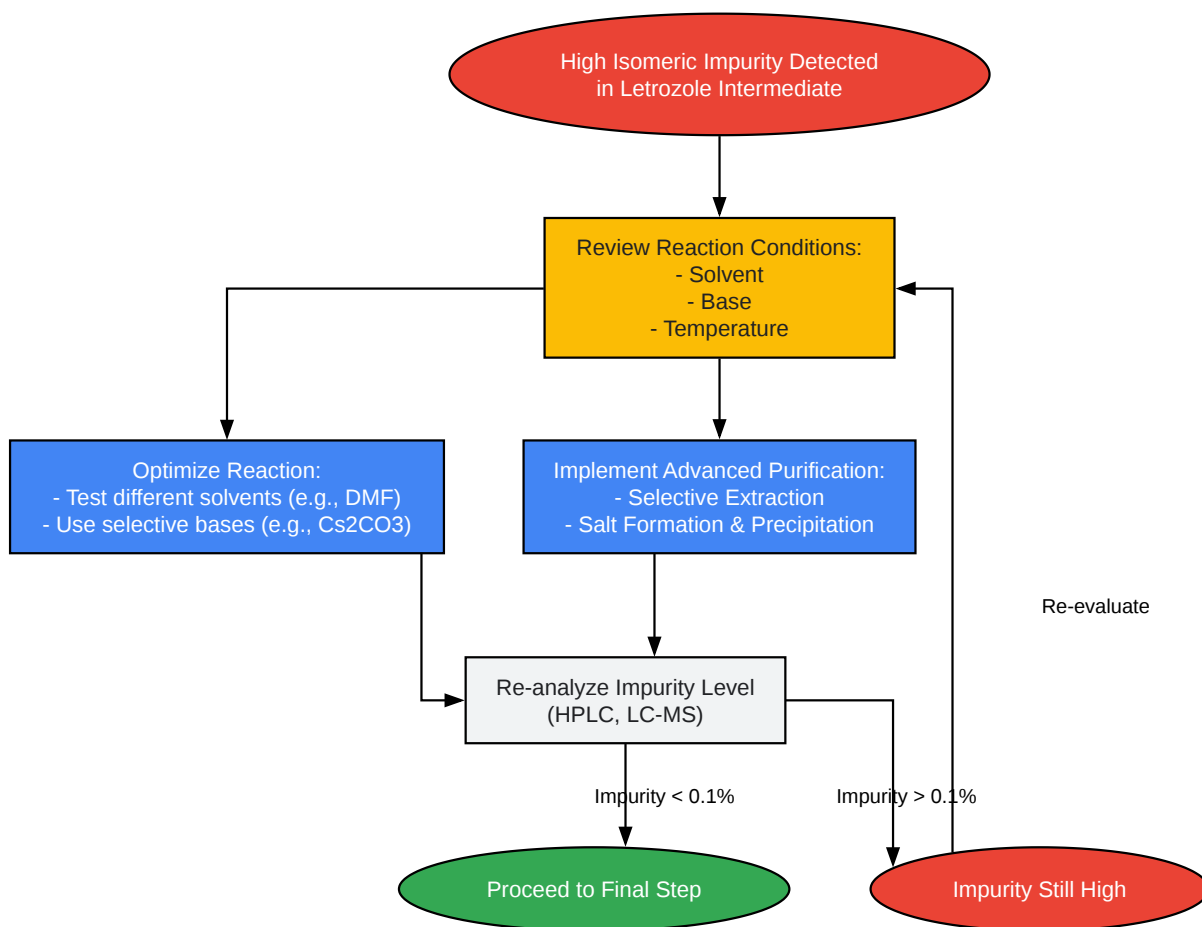 High Isomeric Impurity Detected
in Letrozole Intermediate
Review Reaction Conditions:
- Solvent
- Base
- Temperature
Optimize Reaction:
- Test different solvents (e.g., DMF)
- Use selective bases (e.g., Cs2CO3)
Implement Advanced Purification:
- Selective Extraction
- Salt Formation & Precipitation
Re-evaluate
Re-analyze Impurity Level
(HPLC, LC-MS)
Impurity < 0.1%
Impurity > 0.1%
Proceed to Final Step
Impurity Still High